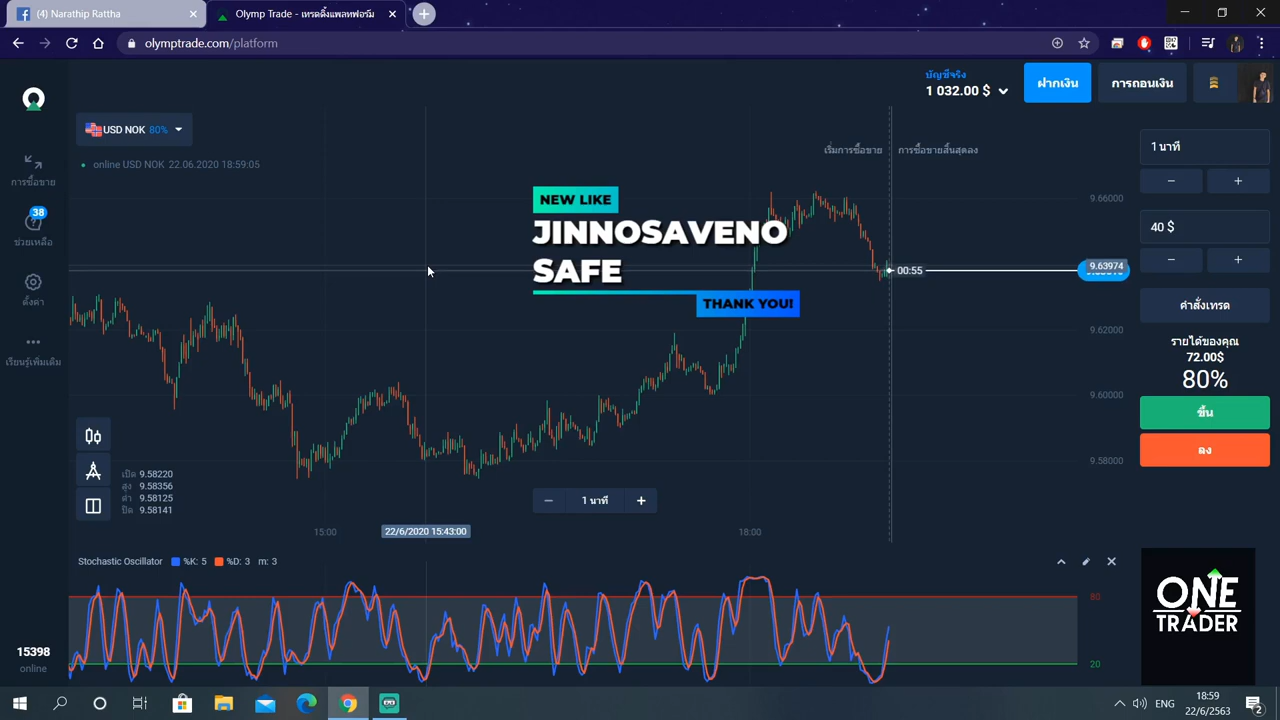 (4) Narathip Rattha
Olymp Trade - เทรดดิ้งแพลทฟอร์ม
olymptrade.com/platform
บัญชีจริง
1 032.00 $
ฝากเงิน
การถอนเงิน
USD NOK 80%
online USD NOK 22.06.2020 18:59:05
เริ่มการซื้อขาย
การซื้อขายสิ้นสุดลง
1 นาที
การซื้อขาย
38
ช่วยเหลือ
ตั้งค่า
เรียนรู้เพิ่มเติม
NEW LIKE
JINNOSAVENO
SAFE
THANK YOU!
9.66000
9.63974
00:55
9.62000
9.60000
9.58000
40 $
คำสั่งเทรด
รายได้ของคุณ
72.00$
80%
ขึ้น
ลง
เปิด 9.58220
สูง 9.58356
ต่ำ 9.58125
ปิด 9.58141
1 นาที
15:00
22/6/2020 15:43:00
18:00
Stochastic Oscillator %K: 5 %D: 3 m: 3
80
20
ONE
TRADER
15398
online
ENG
18:59
22/6/2563
2